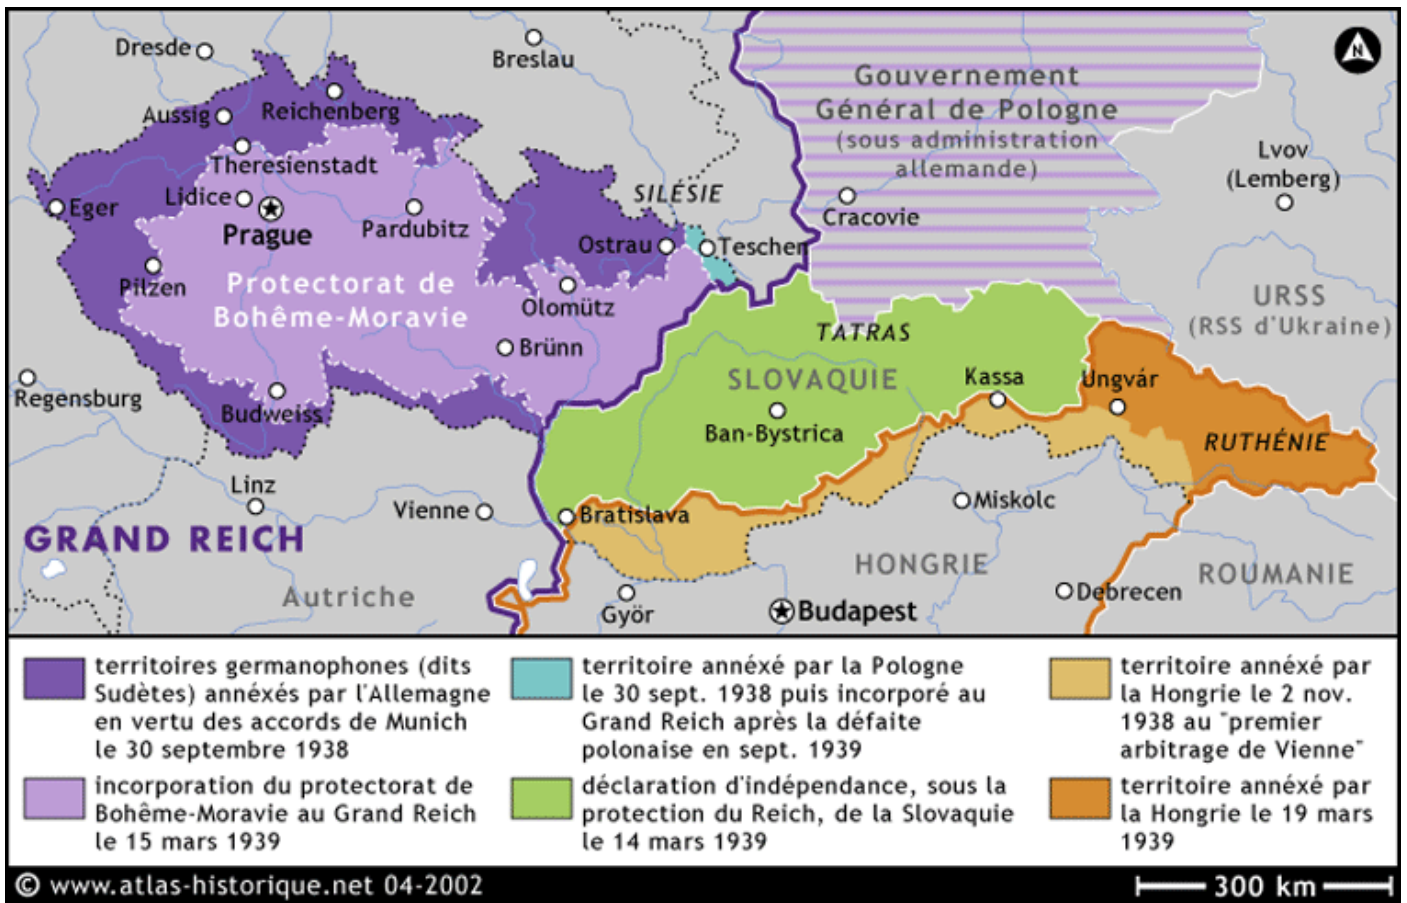 N
Dresde
Breslau
Gouvernement
Général de Pologne
(sous administration
allemande)
Aussig
Reichenberg
Theresienstadt
Lvov
(Lemberg)
Lidice
SILÉSIE
Eger
Prague
Pardubitz
Cracovie
Ostrau
Teschen
Pilzen
Protectorat de
Bohême-Moravie
Olomütz
URSS
(RSS d'Ukraine)
Brünn
TATRAS
Regensburg
SLOVAQUIE
Kassa
Ungvár
Budweiss
Ban-Bystrica
RUTHÉNIE
Linz
Vienne
Bratislava
Miskolc
GRAND REICH
HONGRIE
ROUMANIE
Autriche
Györ
Budapest
Debrecen
territoires germanophones (dits
Sudètes) annéxés par l'Allemagne
en vertu des accords de Munich
le 30 septembre 1938
territoire annéxé par la Pologne
le 30 sept. 1938 puis incorporé au
Grand Reich après la défaite
polonaise en sept. 1939
territoire annéxé par
la Hongrie le 2 nov.
1938 au "premier
arbitrage de Vienne"
incorporation du protectorat de
Bohême-Moravie au Grand Reich
le 15 mars 1939
déclaration d'indépendance, sous la
protection du Reich, de la Slovaquie
le 14 mars 1939
territoire annéxé par
la Hongrie le 19 mars
1939
© www.atlas-historique.net 04-2002
300 km